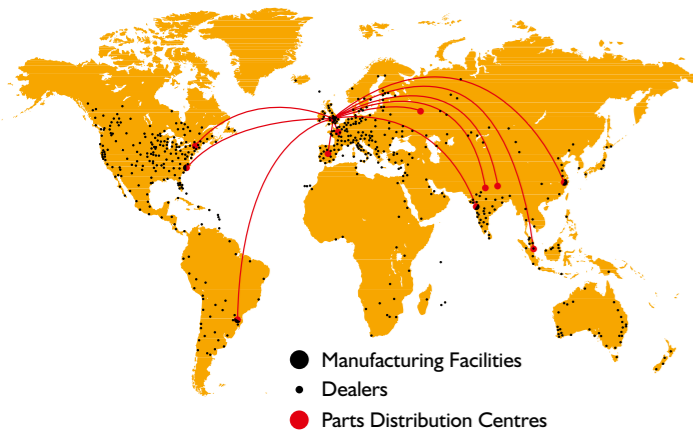 Manufacturing Facilities
Dealers
Parts Distribution Centres